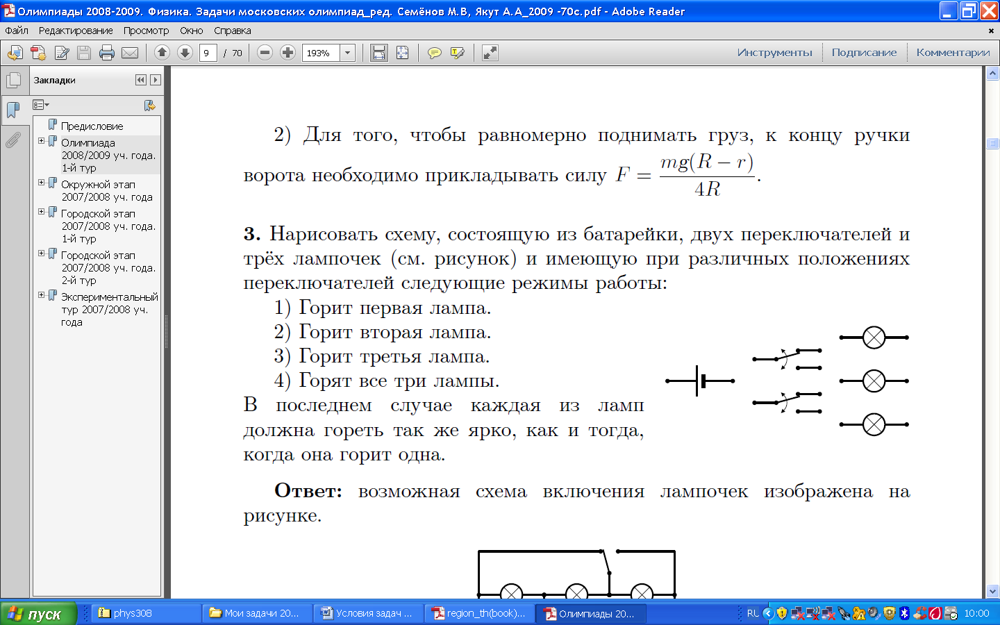 Олимпиады 2008-2009. Физика. Задачи московских олимпиад_ред. Семёнов М.В, Якут А.А_2009 -70с.pdf - Adobe Reader
Файл Редактирование Просмотр Окно Справка
9 / 70 193% Инструменты Подписание Комментарии
Закладки
Предисловие
Олимпиада
2008/2009 уч. года.
1-й тур
Окружной этап
2007/2008 уч. года
Городской этап
2007/2008 уч. года.
1-й тур
Городской этап
2007/2008 уч. года.
2-й тур
Экспериментальный
тур 2007/2008 уч.
года
2) Для того, чтобы равномерно поднимать груз, к концу ручки
ворота необходимо прикладывать силу F = mg(R − r)/4R.
3. Нарисовать схему, состоящую из батарейки, двух переключателей и
трёх лампочек (см. рисунок) и имеющую при различных положениях
переключателей следующие режимы работы:
1) Горит первая лампа.
2) Горит вторая лампа.
3) Горит третья лампа.
4) Горят все три лампы.
В последнем случае каждая из ламп
должна гореть так же ярко, как и тогда,
когда она горит одна.
Ответ: возможная схема включения лампочек изображена на
рисунке.
пуск phys308 Мои задачи 20... Условия задач ... region_th(book)... Олимпиады 20... RU 10:00